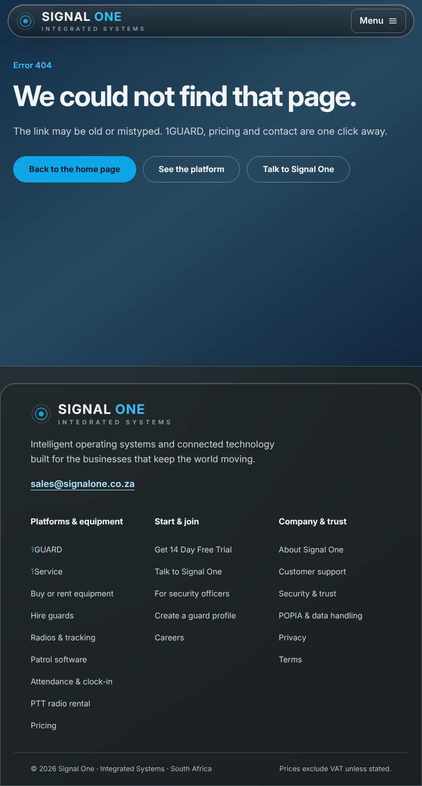 SIGNAL ONE
INTEGRATED SYSTEMS
Menu
Error 404
We could not find that page.
The link may be old or mistyped. 1GUARD, pricing and contact are one click away.
Back to the home page
See the platform
Talk to Signal One
SIGNAL ONE
INTEGRATED SYSTEMS
Intelligent operating systems and connected technology
built for the businesses that keep the world moving.
sales@signalone.co.za
Platforms & equipment
1GUARD
1Service
Buy or rent equipment
Hire guards
Radios & tracking
Patrol software
Attendance & clock-in
PTT radio rental
Pricing
Start & join
Get 14 Day Free Trial
Talk to Signal One
For security officers
Create a guard profile
Careers
Company & trust
About Signal One
Customer support
Security & trust
POPIA & data handling
Privacy
Terms
© 2026 Signal One · Integrated Systems · South Africa
Prices exclude VAT unless stated.